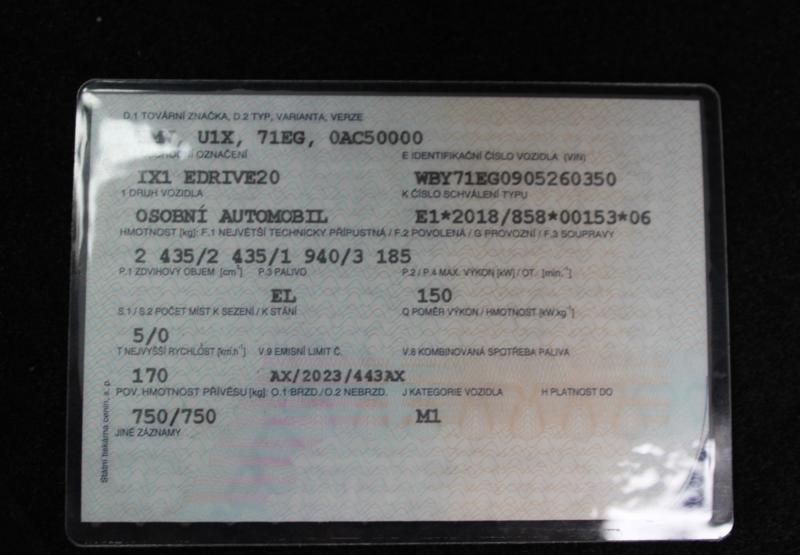 D.1 TOVÁRNÍ ZNAČKA, D.2 TYP, VARIANTA, VERZE
U1X, 71EG, 0AC50000
OZNAČENÍ E IDENTIFIKAČNÍ ČÍSLO VOZIDLA (VIN)
IX1 EDRIVE20 WBY71EG0905260350
1 DRUH VOZIDLA K ČÍSLO SCHVÁLENÍ TYPU
OSOBNÍ AUTOMOBIL E1*2018/858*00153*06
HMOTNOST [kg]: F.1 NEJVĚTŠÍ TECHNICKY PŘÍPUSTNÁ / F.2 POVOLENÁ / G PROVOZNÍ / F.3 SOUPRAVY
2 435/2 435/1 940/3 185
P.1 ZDVIHOVÝ OBJEM [cm³] P.3 PALIVO P.2 / P.4 MAX. VÝKON [kW] / OT. [min.⁻¹]
EL 150
S.1 / S.2 POČET MÍST K SEZENÍ / K STÁNÍ Q POMĚR VÝKON / HMOTNOST [kW.kg⁻¹]
5/0
T NEJVYŠŠÍ RYCHLOST [km.h⁻¹] V.9 EMISNÍ LIMIT Č. V.8 KOMBINOVANÁ SPOTŘEBA PALIVA
170 AX/2023/443AX
POV. HMOTNOST PŘÍVĚSU [kg]: O.1 BRZD. / O.2 NEBRZD. J KATEGORIE VOZIDLA H PLATNOST DO
750/750 M1
JINÉ ZÁZNAMY
Státní tiskárna cenin, s. p.